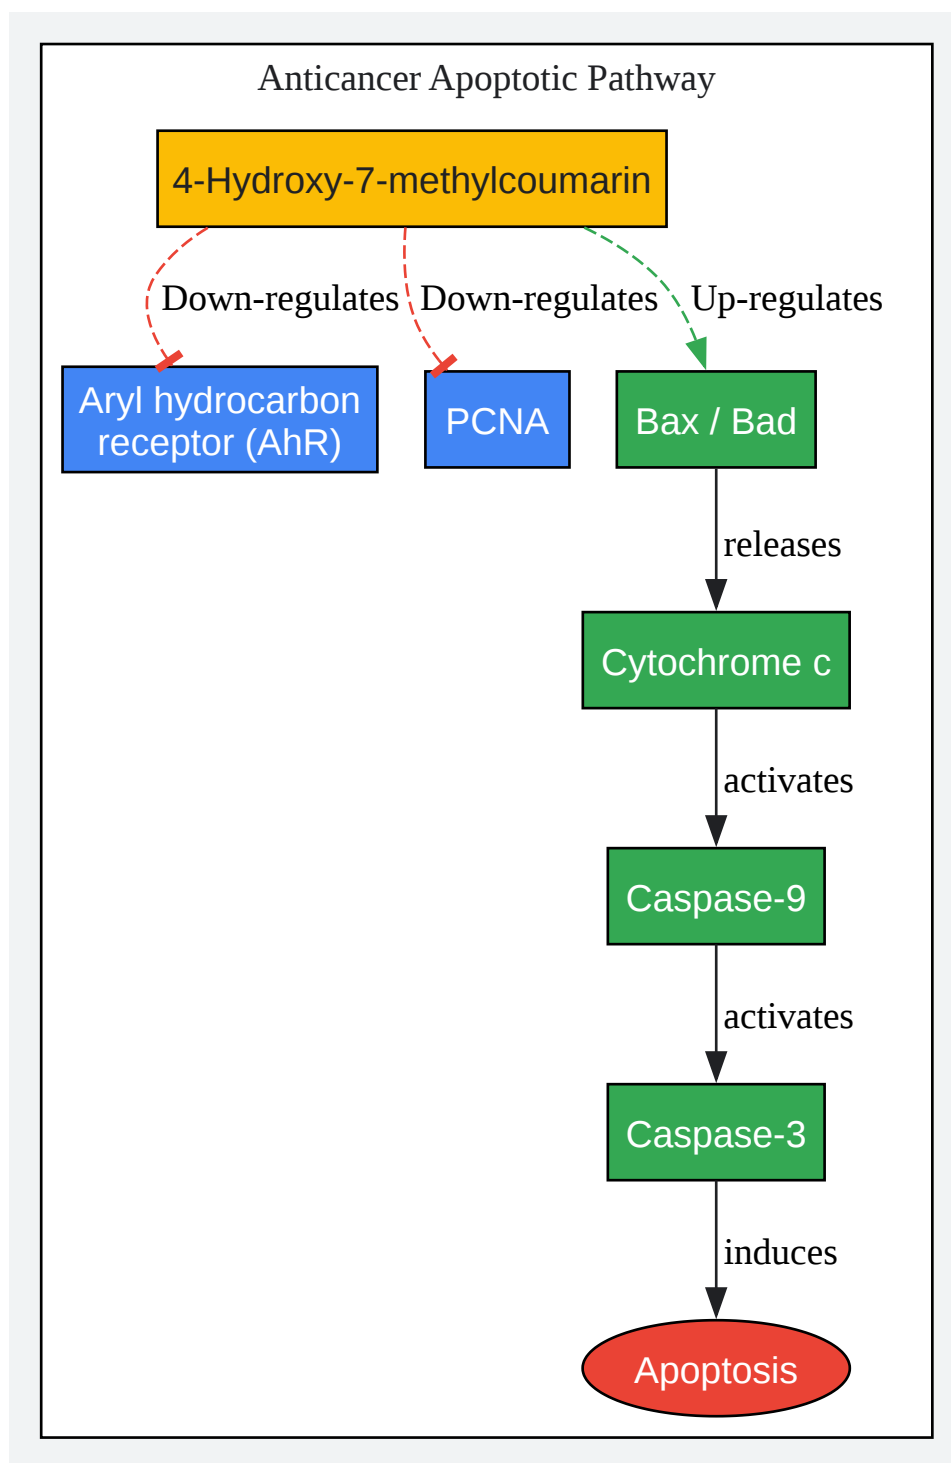 Anticancer Apoptotic Pathway
4-Hydroxy-7-methylcoumarin
Down-regulates
Down-regulates
Up-regulates
Aryl hydrocarbon
receptor (AhR)
PCNA
Bax / Bad
releases
Cytochrome c
activates
Caspase-9
activates
Caspase-3
induces
Apoptosis